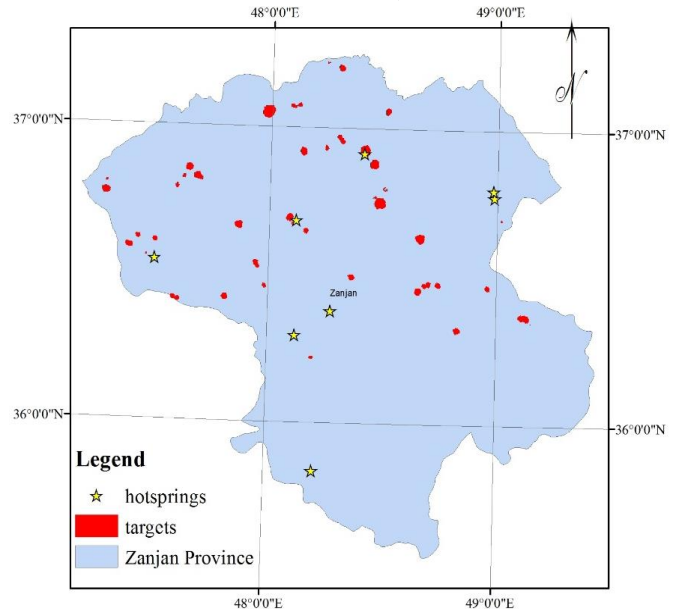 48°0'0"E 49°0'0"E
N
37°0'0"N 37°0'0"N
Zanjan
36°0'0"N 36°0'0"N
Legend
hotsprings
targets
Zanjan Province
48°0'0"E 49°0'0"E